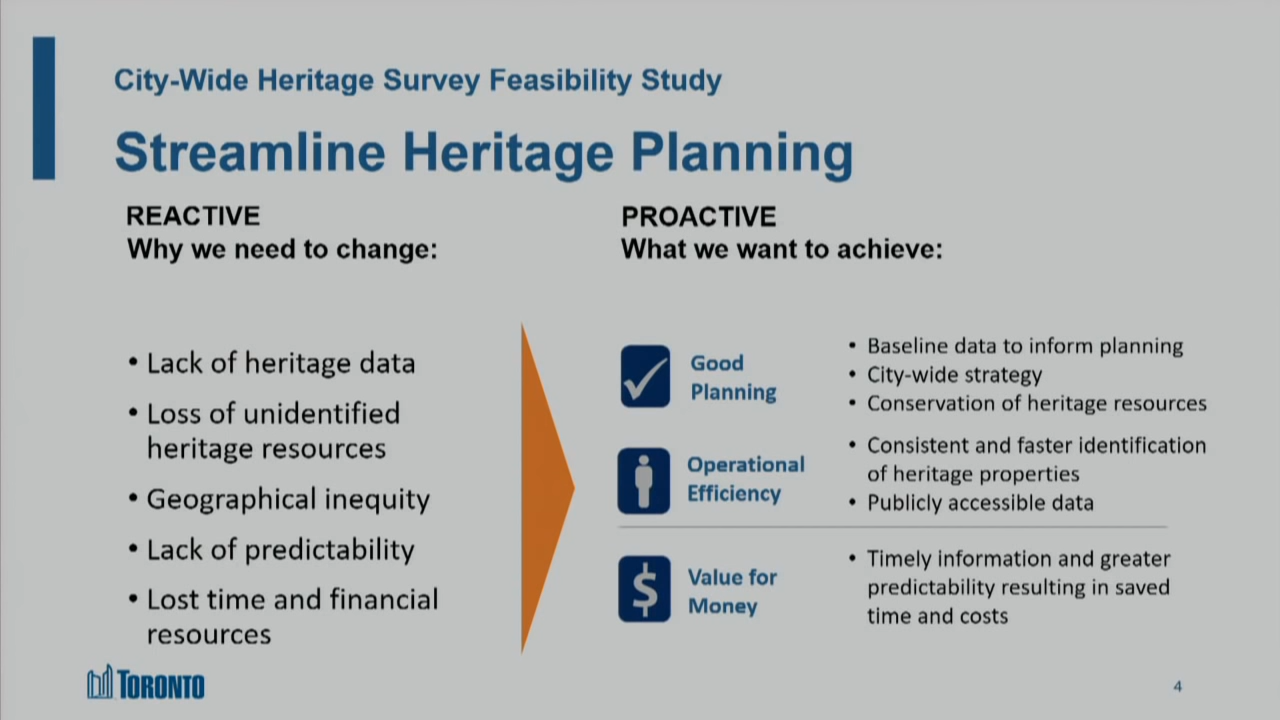 City-Wide Heritage Survey Feasibility Study
Streamline Heritage Planning
REACTIVE
Why we need to change:
• Lack of heritage data
• Loss of unidentified
heritage resources
• Geographical inequity
• Lack of predictability
• Lost time and financial
resources
PROACTIVE
What we want to achieve:
Good
Planning
• Baseline data to inform planning
• City-wide strategy
• Conservation of heritage resources
Operational
Efficiency
• Consistent and faster identification
of heritage properties
• Publicly accessible data
$
Value for
Money
• Timely information and greater
predictability resulting in saved
time and costs
TORONTO
4